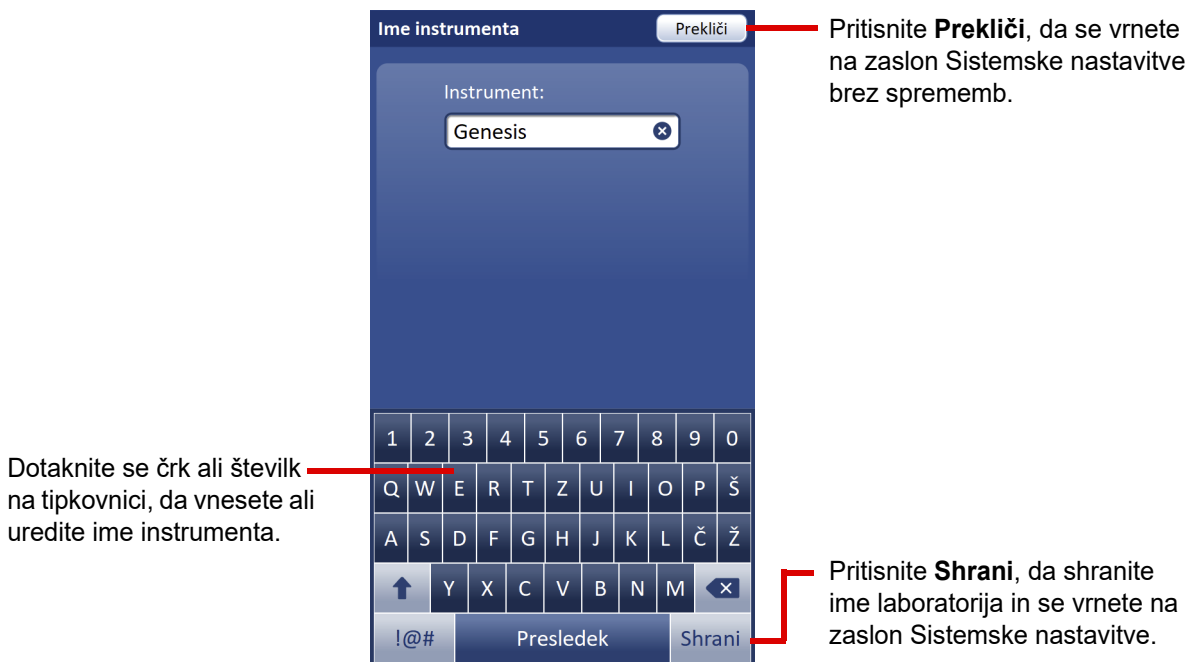 Ime instrumenta
Prekliči
Pritisnite Prekliči, da se vrnete
na zaslon Sistemske nastavitve
brez sprememb.
Instrument:
Genesis
1 2 3 4 5 6 7 8 9 0
Dotaknite se črk ali številk
na tipkovnici, da vnesete ali
uredite ime instrumenta.
Q W E R T Z U I O P Š
A S D F G H J K L Č Ž
Y X C V B N M
!@# Presledek Shrani
Pritisnite Shrani, da shranite
ime laboratorija in se vrnete na
zaslon Sistemske nastavitve.